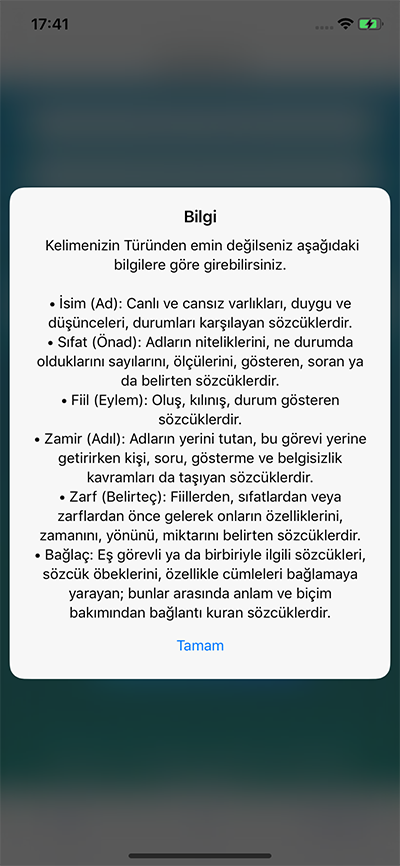 17:41
Bilgi
Kelimenizin Türünden emin değilseniz aşağıdaki
bilgilere göre girebilirsiniz.
• İsim (Ad): Canlı ve cansız varlıkları, duygu ve
düşünceleri, durumları karşılayan sözcüklerdir.
• Sıfat (Önad): Adların niteliklerini, ne durumda
olduklarını sayılarını, ölçülerini, gösteren, soran ya
da belirten sözcüklerdir.
• Fiil (Eylem): Oluş, kılınış, durum gösteren
sözcüklerdir.
• Zamir (Adıl): Adların yerini tutan, bu görevi yerine
getirirken kişi, soru, gösterme ve belgisizlik
kavramları da taşıyan sözcüklerdir.
• Zarf (Belirteç): Fiillerden, sıfatlardan veya
zarflardan önce gelerek onların özelliklerini,
zamanını, yönünü, miktarını belirten sözcüklerdir.
• Bağlaç: Eş görevli ya da birbiriyle ilgili sözcükleri,
sözcük öbeklerini, özellikle cümleleri bağlamaya
yarayan; bunlar arasında anlam ve biçim
bakımından bağlantı kuran sözcüklerdir.
Tamam